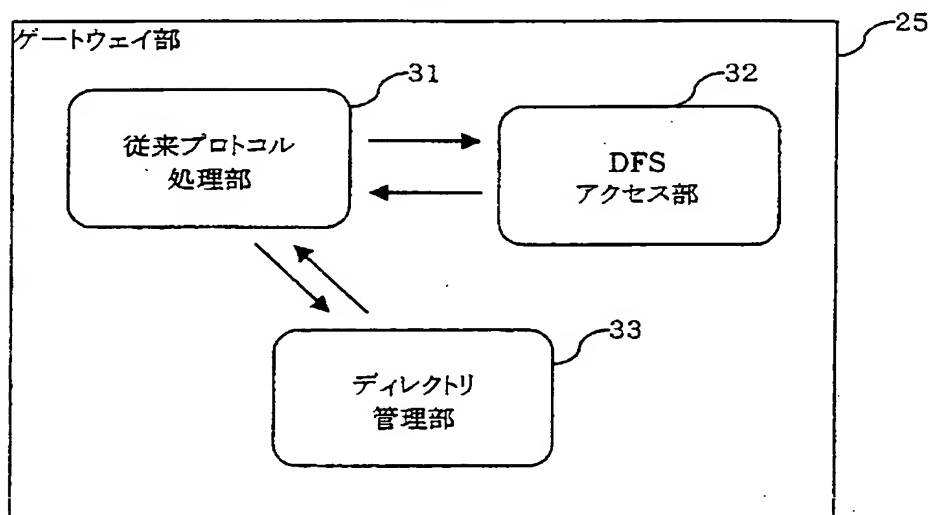 25
ゲートウェイ部
31
32
従来プロトコル
処理部
DFS
アクセス部
33
ディレクトリ
管理部